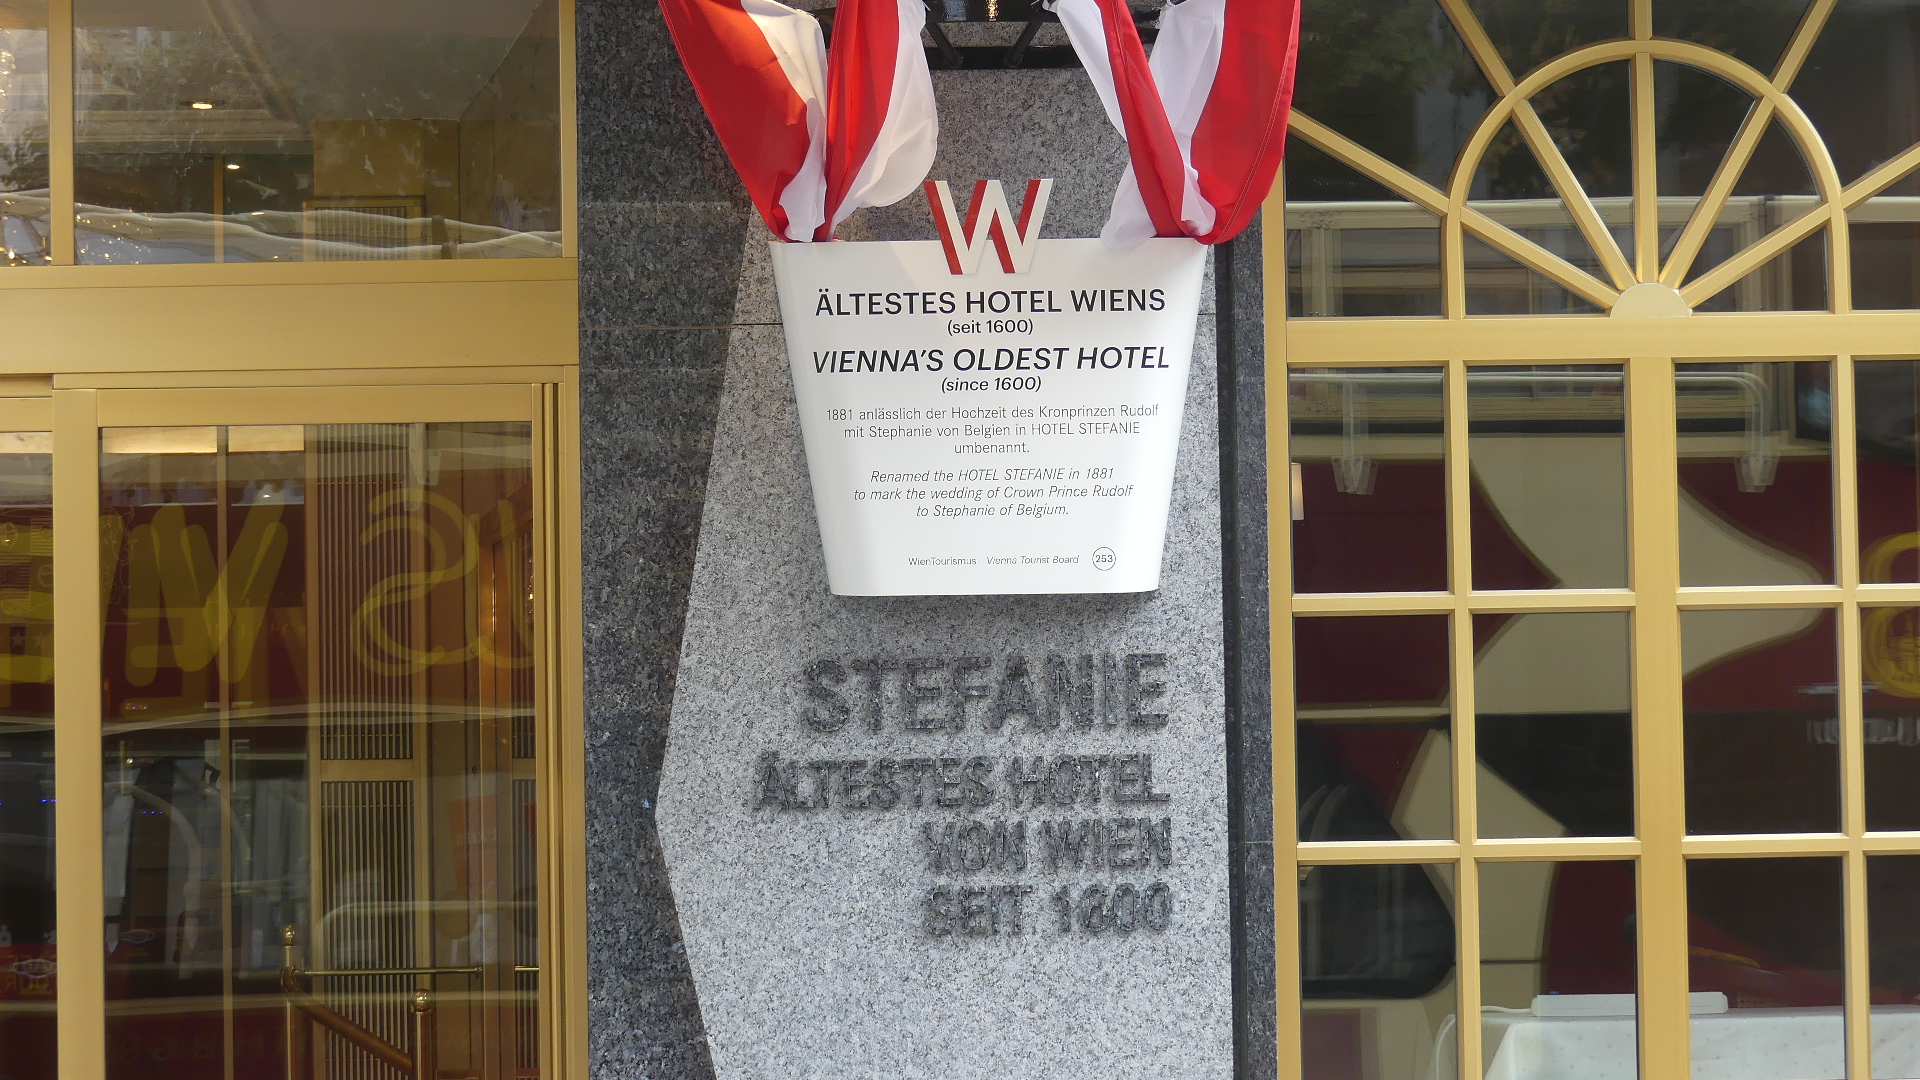 W
ÄLTESTES HOTEL WIENS
(seit 1600)
VIENNA'S OLDEST HOTEL
(since 1600)
1881 anlässlich der Hochzeit des Kronprinzen Rudolf
mit Stephanie von Belgien in HOTEL STEFANIE
umbenannt.
Renamed the HOTEL STEFANIE in 1881
to mark the wedding of Crown Prince Rudolf
to Stephanie of Belgium.
WienTourismus Vienna Tourist Board 253
STEFANIE
ÄLTESTES HOTEL
VON WIEN
SEIT 1600